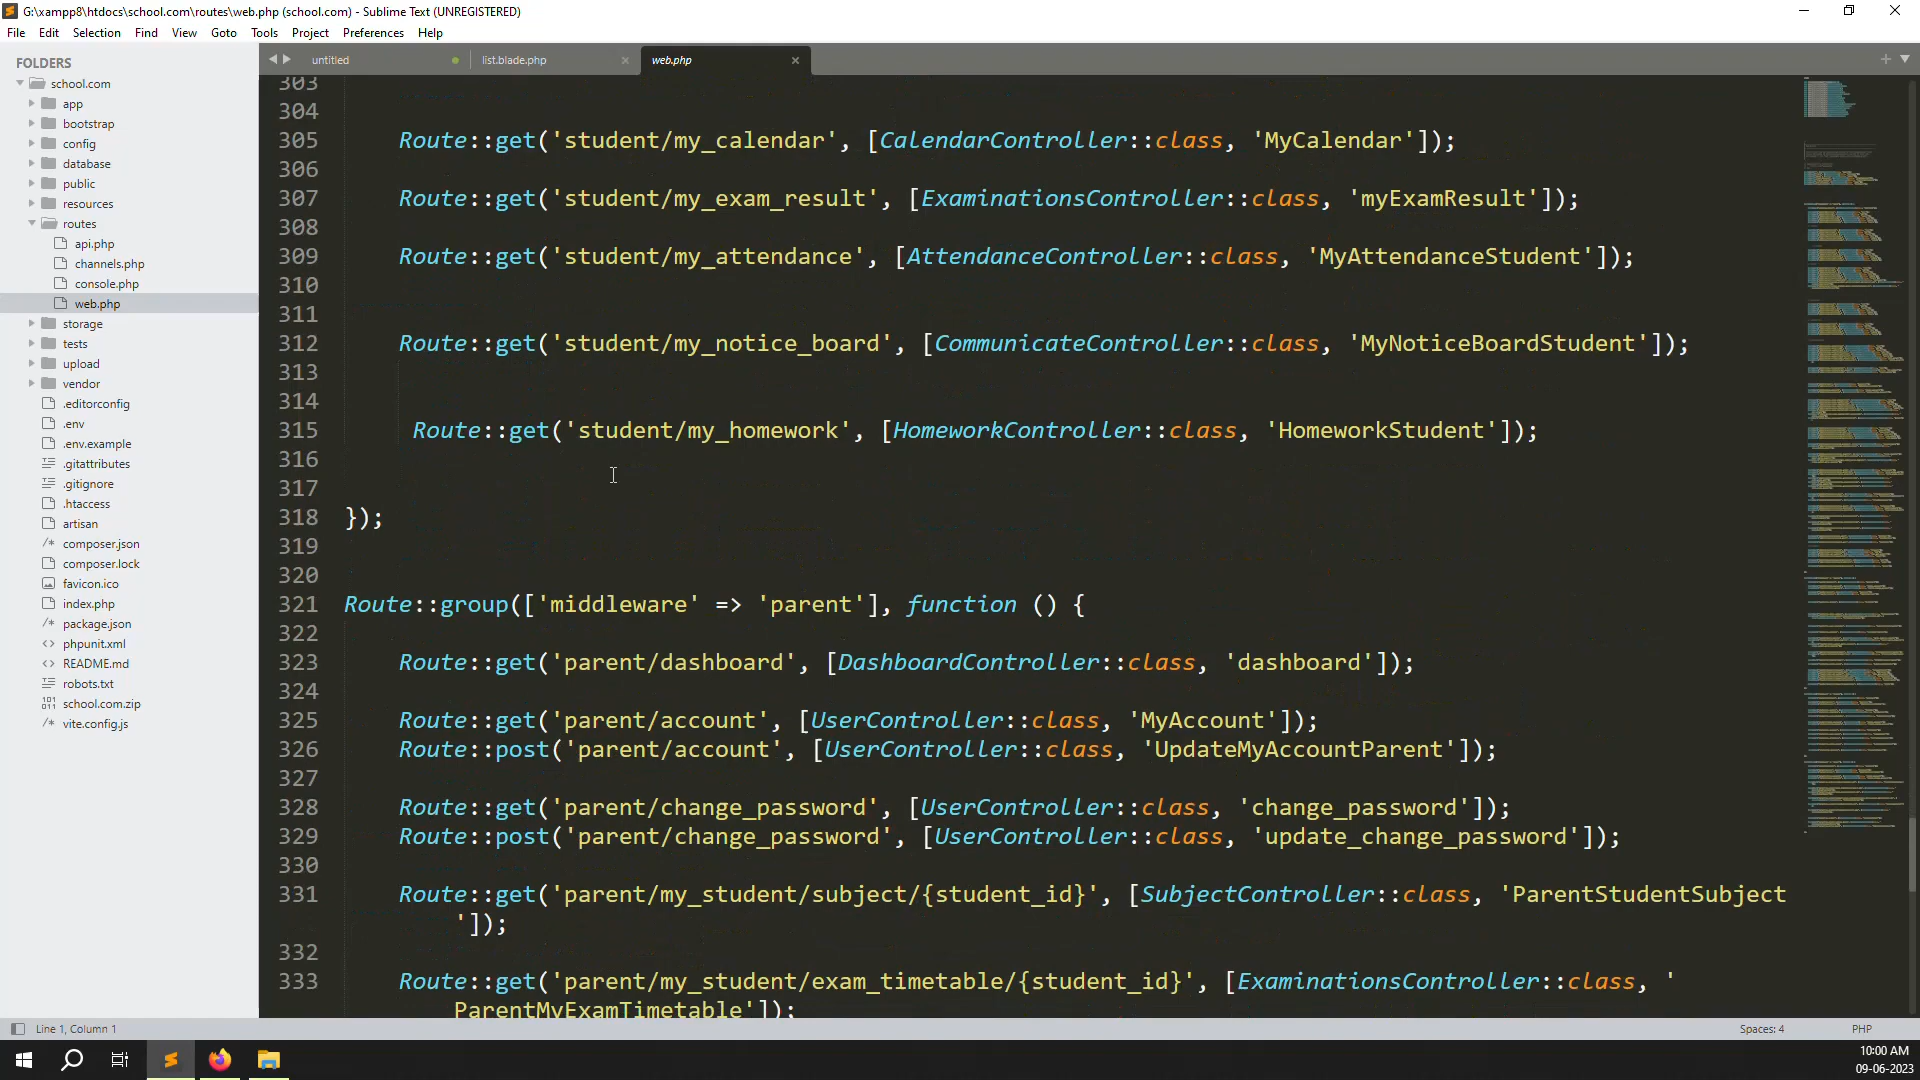 G:\xampp8\htdocs\school.com\routes\web.php (school.com) - Sublime Text (UNREGISTERED)
File Edit Selection Find View Goto Tools Project Preferences Help
FOLDERS
school.com
app
bootstrap
config
database
public
resources
routes
api.php
channels.php
console.php
web.php
storage
tests
upload
vendor
.editorconfig
.env
.env.example
.gitattributes
.gitignore
.htaccess
artisan
composer.json
composer.lock
favicon.ico
index.php
package.json
phpunit.xml
README.md
robots.txt
school.com.zip
vite.config.js
untitled list.blade.php web.php
303
304
305 Route::get('student/my_calendar', [CalendarController::class, 'MyCalendar']);
306
307 Route::get('student/my_exam_result', [ExaminationsController::class, 'myExamResult']);
308
309 Route::get('student/my_attendance', [AttendanceController::class, 'MyAttendanceStudent']);
310
311
312 Route::get('student/my_notice_board', [CommunicateController::class, 'MyNoticeBoardStudent']);
313
314
315 Route::get('student/my_homework', [HomeworkController::class, 'HomeworkStudent']);
316
317
318 });
319
320
321 Route::group(['middleware' => 'parent'], function () {
322
323 Route::get('parent/dashboard', [DashboardController::class, 'dashboard']);
324
325 Route::get('parent/account', [UserController::class, 'MyAccount']);
326 Route::post('parent/account', [UserController::class, 'UpdateMyAccountParent']);
327
328 Route::get('parent/change_password', [UserController::class, 'change_password']);
329 Route::post('parent/change_password', [UserController::class, 'update_change_password']);
330
331 Route::get('parent/my_student/subject/{student_id}', [SubjectController::class, 'ParentStudentSubject
']);
332
333 Route::get('parent/my_student/exam_timetable/{student_id}', [ExaminationsController::class, '
ParentMyExamTimetable']);
Line 1, Column 1 Spaces: 4 PHP
10:00 AM
09-06-2023